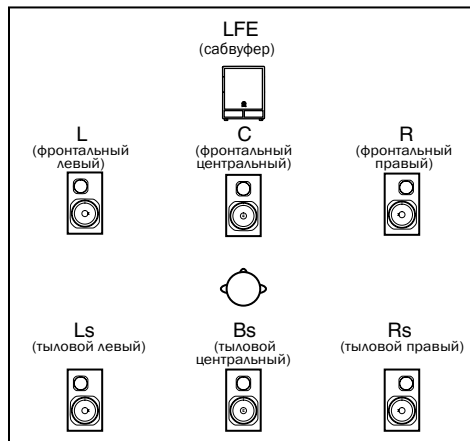 LFE
(сабвуфер)
L
(фронтальный
левый)
C
(фронтальный
центральный)
R
(фронтальный
правый)
Ls
(тыловой левый)
Bs
(тыловой
центральный)
Rs
(тыловой правый)